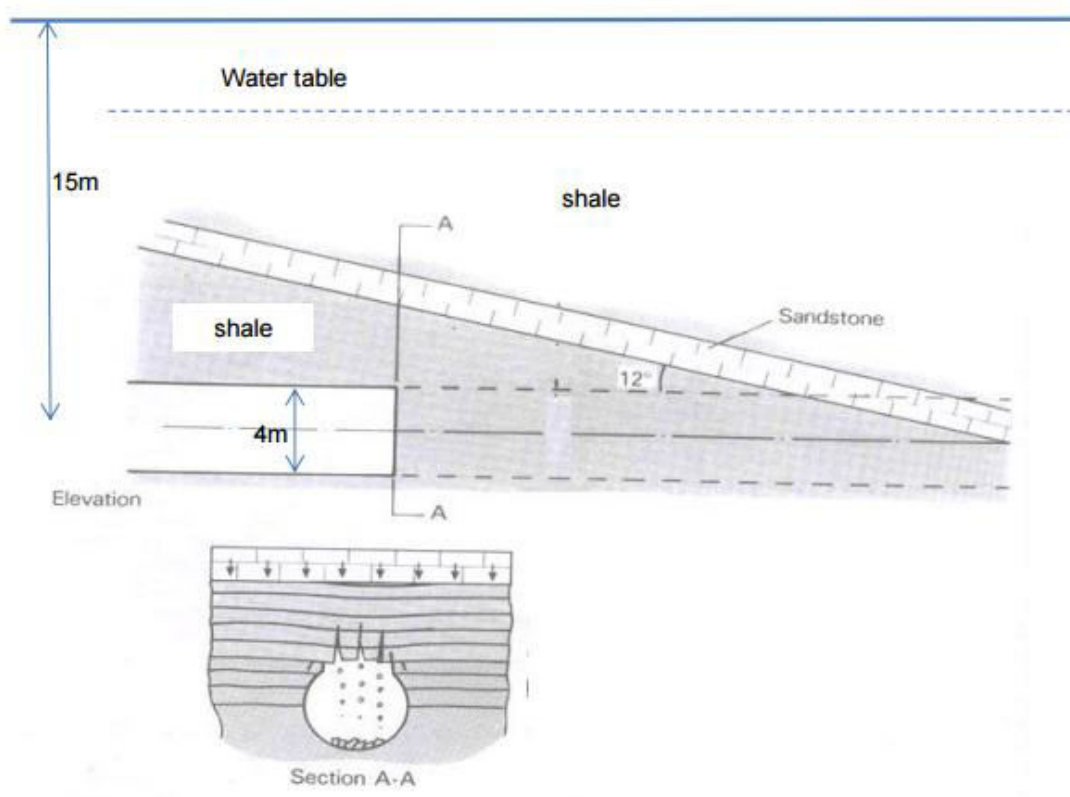 Water table
15m
shale
A
Sandstone
shale
12°
4m
Elevation
A
Section A-A